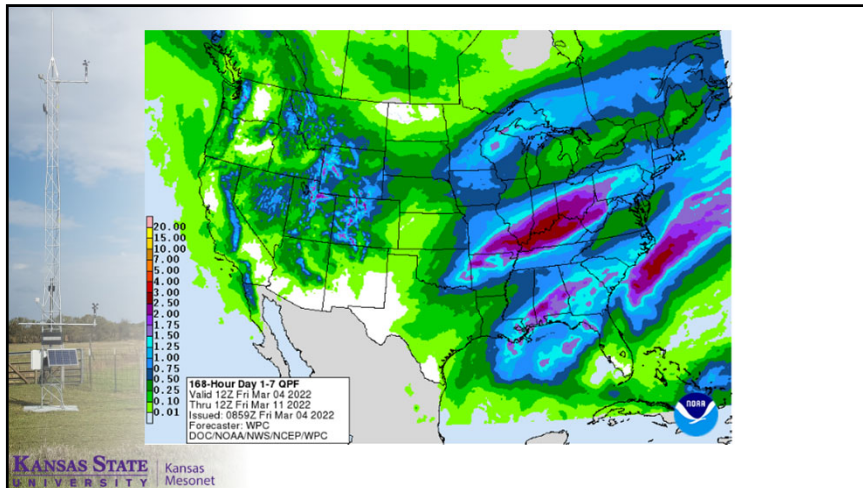 20.00
15.00
10.00
7.00
5.00
4.00
3.00
2.50
2.00
1.75
1.50
1.25
1.00
0.75
0.50
0.25
0.10
0.01
168-Hour Day 1-7 QPF
Valid 12Z Fri Mar 04 2022
Thru 12Z Fri Mar 11 2022
Issued: 0859Z Fri Mar 04 2022
Forecaster: WPC
DOC/NOAA/NWS/NCEP/WPC
NOAA
KANSAS STATE
UNIVERSITY
Kansas
Mesonet